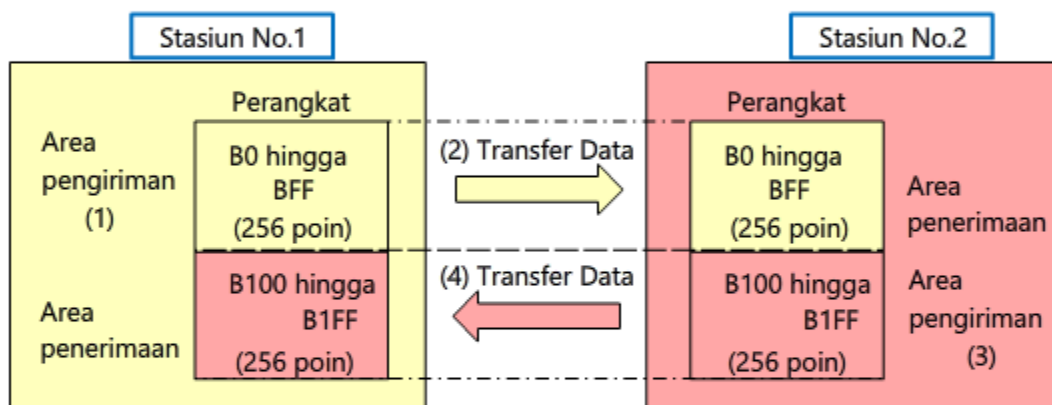 Stasiun No.1
Stasiun No.2
Perangkat
Area
pengiriman
(1)
B0 hingga
BFF
(256 poin)
Area
penerimaan
B100 hingga
B1FF
(256 poin)
(2) Transfer Data
(4) Transfer Data
Perangkat
B0 hingga
BFF
(256 poin)
Area
penerimaan
B100 hingga
B1FF
(256 poin)
Area
pengiriman
(3)